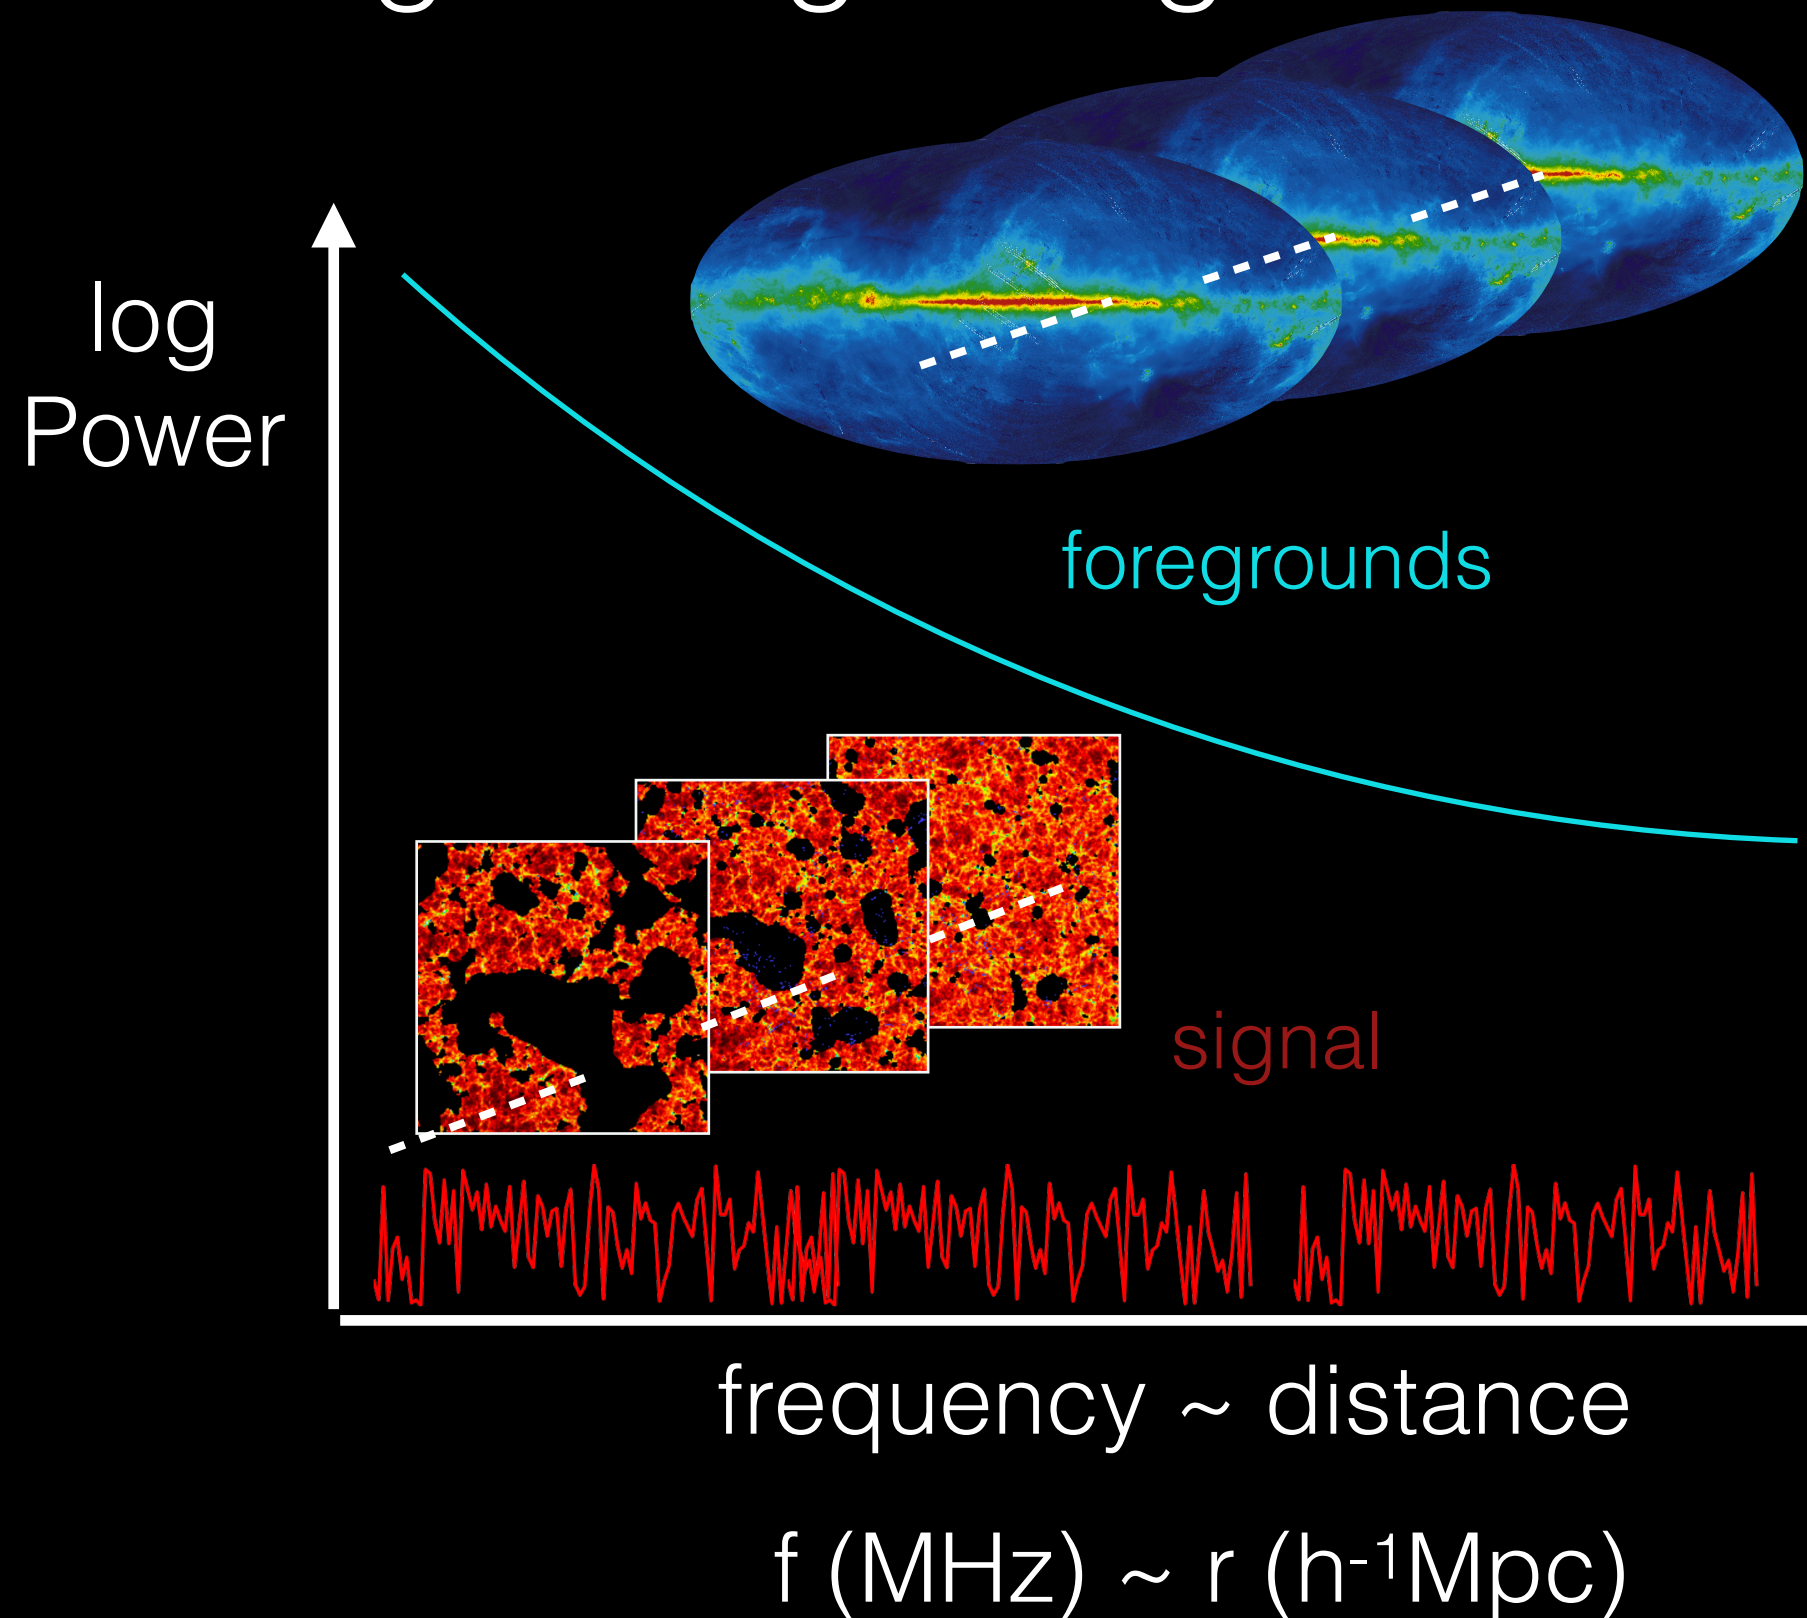 log
Power
foregrounds
signal
frequency ~ distance
f (MHz) ~ r (h-1Mpc)